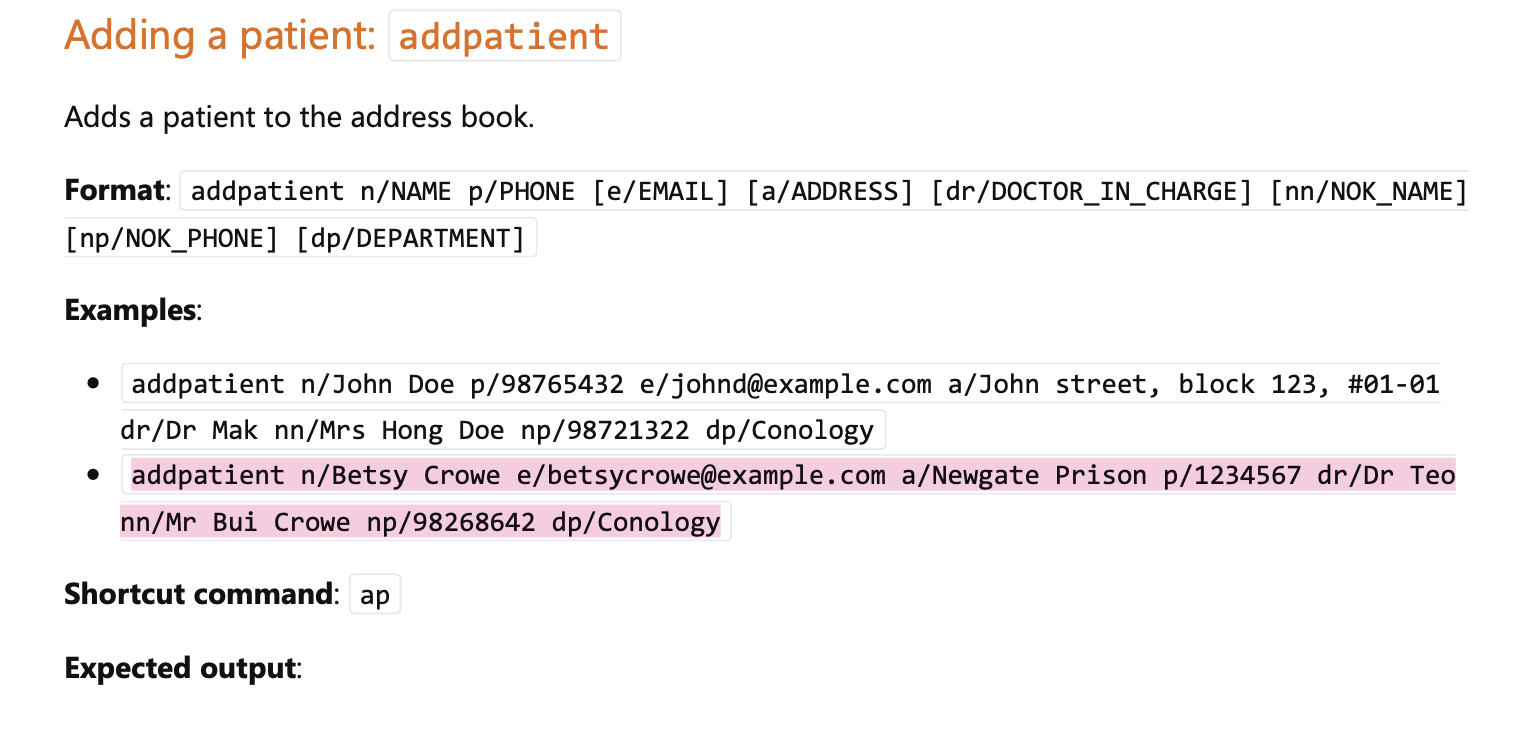 Adding a patient: addpatient
Adds a patient to the address book.
Format: addpatient n/NAME p/PHONE [e/EMAIL] [a/ADDRESS] [dr/DOCTOR_IN_CHARGE] [nn/NOK_NAME]
[np/NOK_PHONE] [dp/DEPARTMENT]
Examples:
• addpatient n/John Doe p/98765432 e/johnd@example.com a/John street, block 123, #01-01
dr/Dr Mak nn/Mrs Hong Doe np/98721322 dp/Conology
• addpatient n/Betsy Crowe e/betsycrowe@example.com a/Newgate Prison p/1234567 dr/Dr Teo
nn/Mr Bui Crowe np/98268642 dp/Conology
Shortcut command: ap
Expected output: